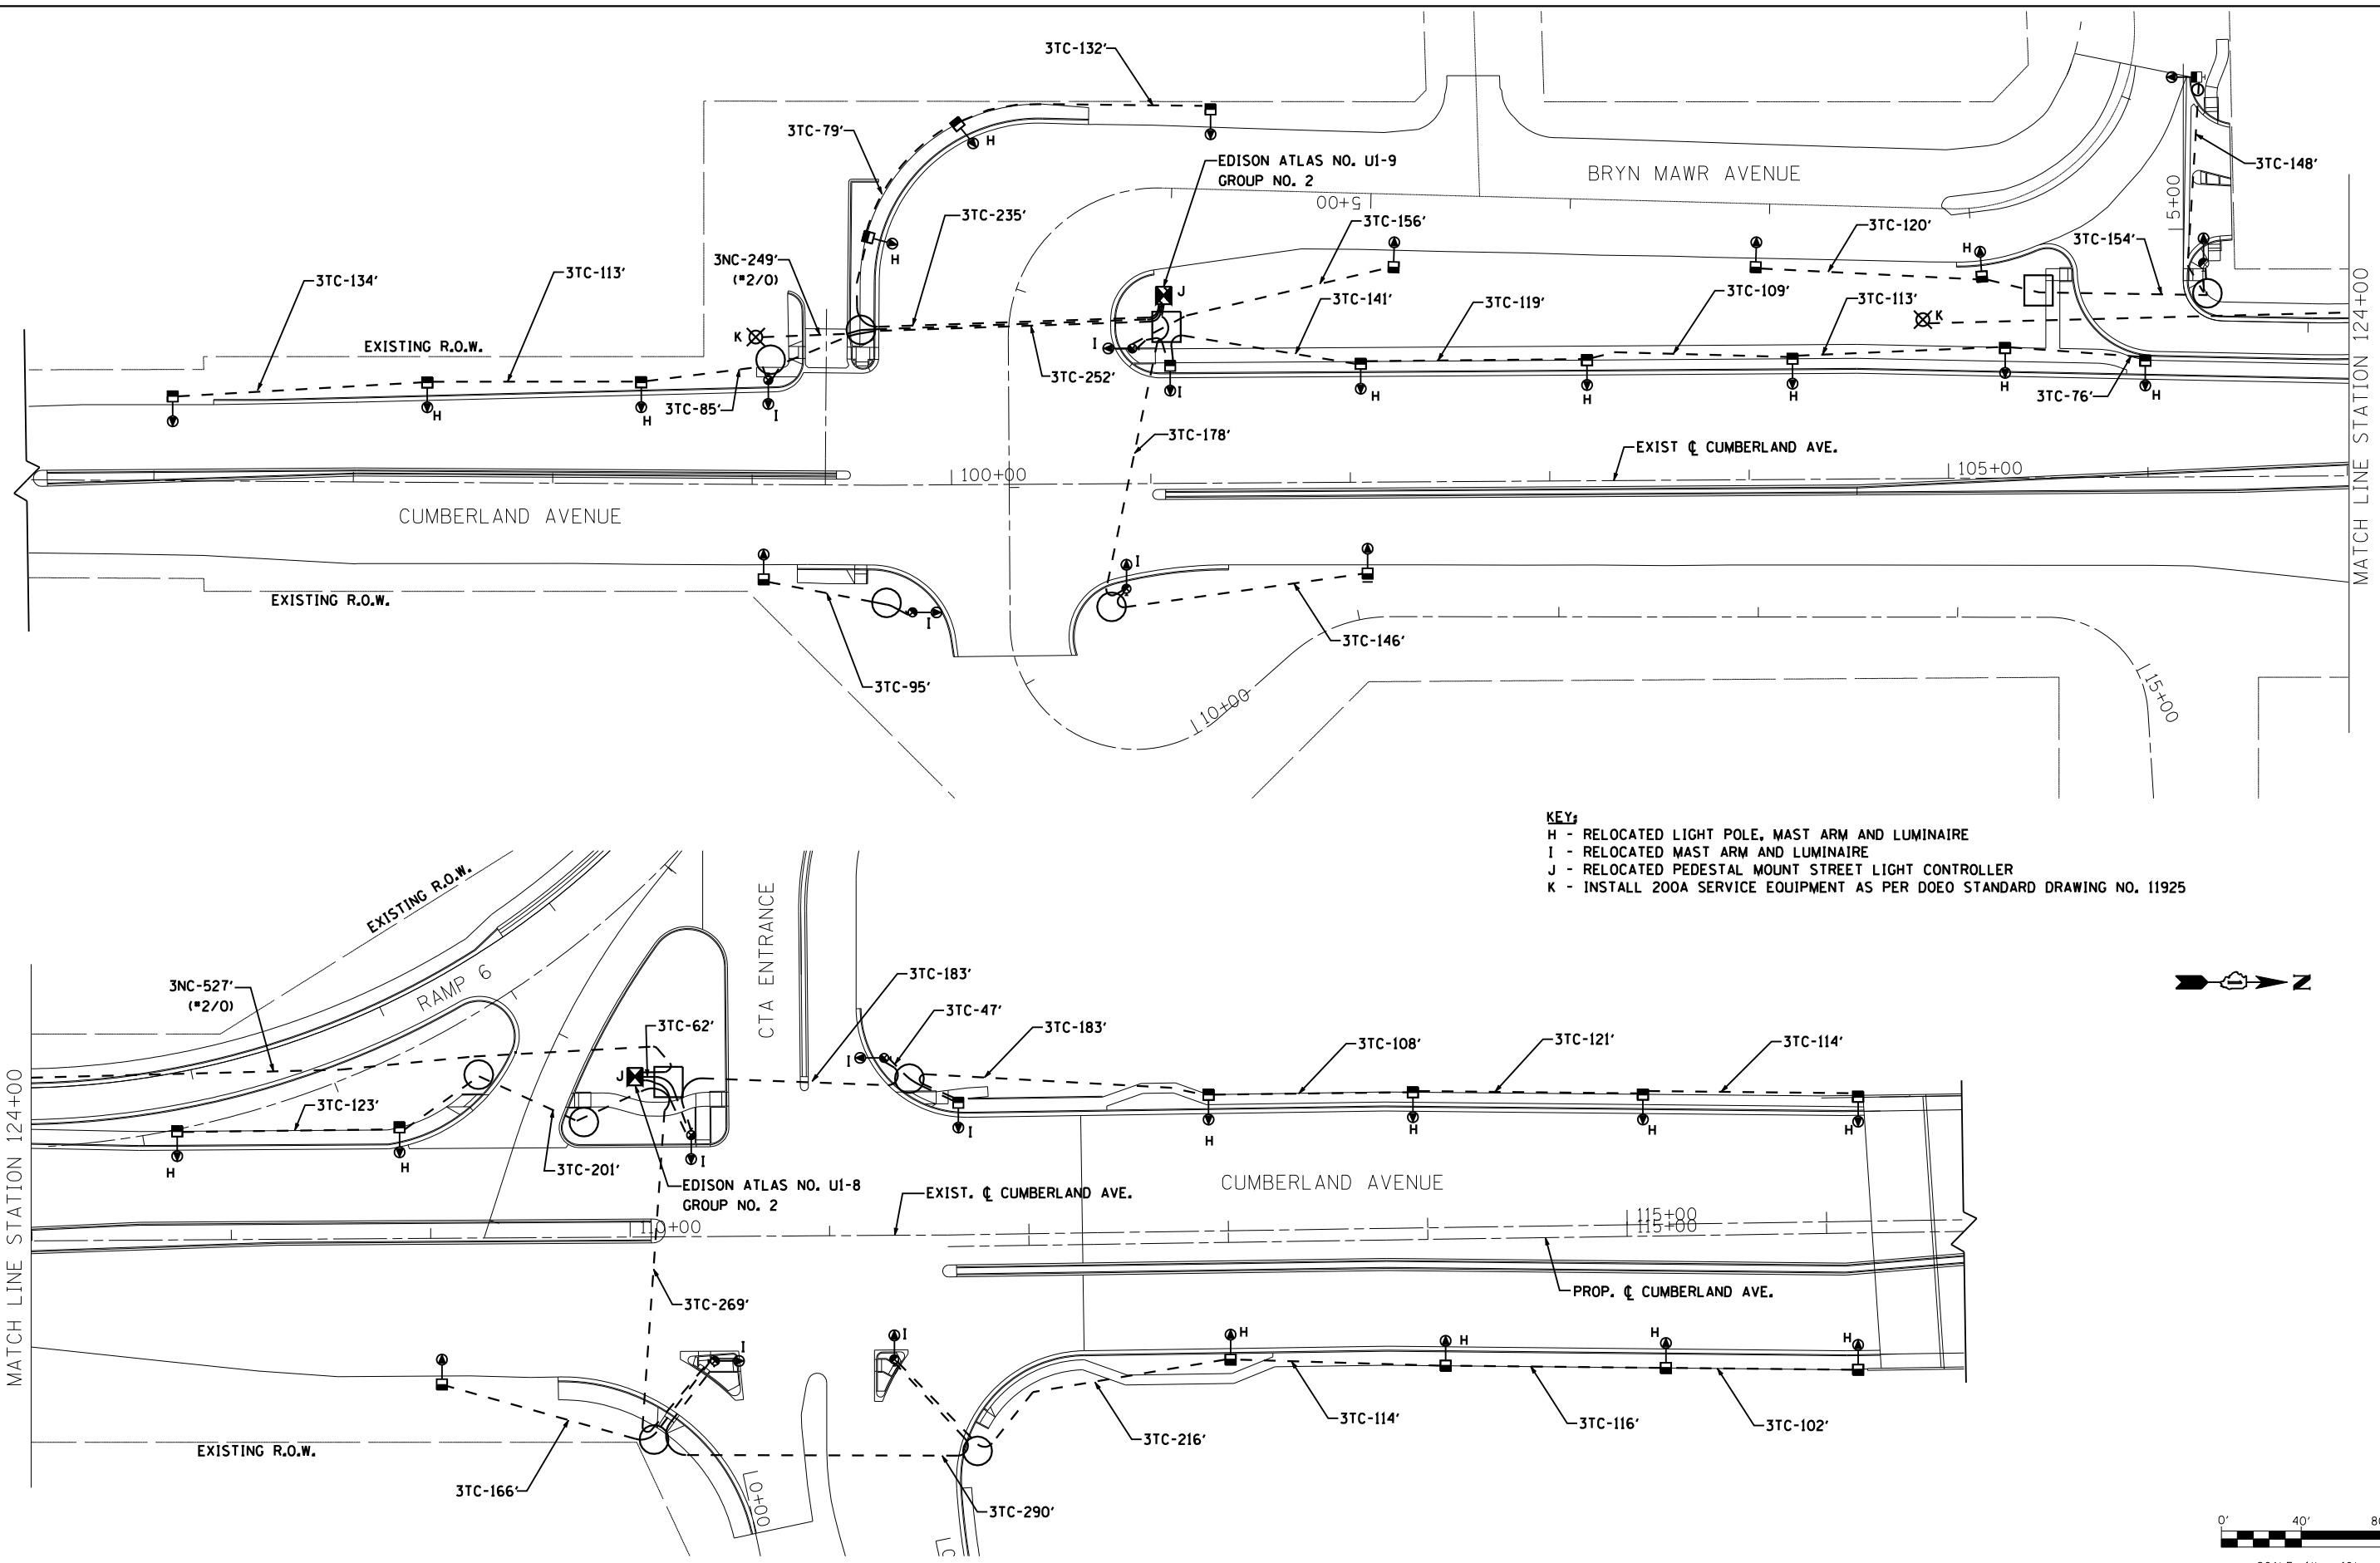 3TC-132'
3TC-79'
EDISON ATLAS NO. U1-9
GROUP NO. 2
H
BRYN MAWR AVENUE
3TC-148'
15+00
3TC-235'
5+00
3TC-156'
3TC-120'
3TC-154'
3NC-249'
(#2/0)
H
H
3TC-134'
3TC-113'
J
3TC-141'
3TC-119'
3TC-109'
3TC-113'
K
K
EXISTING R.O.W.
I
3TC-252'
3TC-85'
3TC-76'
H
H
I
I
H
H
H
H
H
MATCH LINE STATION 124+00
3TC-178'
EXIST ℄ CUMBERLAND AVE.
100+00
105+00
CUMBERLAND AVENUE
I
EXISTING R.O.W.
I
3TC-146'
3TC-95'
110+00
115+00
KEY:
H - RELOCATED LIGHT POLE, MAST ARM AND LUMINAIRE
I - RELOCATED MAST ARM AND LUMINAIRE
J - RELOCATED PEDESTAL MOUNT STREET LIGHT CONTROLLER
K - INSTALL 200A SERVICE EQUIPMENT AS PER DOEO STANDARD DRAWING NO. 11925
EXISTING R.O.W.
CTA ENTRANCE
3NC-527'
(#2/0)
RAMP 6
3TC-183'
3TC-47'
3TC-183'
3TC-62'
3TC-108'
3TC-121'
3TC-114'
N
I
J
3TC-123'
I
H
H
H
H
H
H
I
3TC-201'
EDISON ATLAS NO. U1-8
GROUP NO. 2
EXIST. ℄ CUMBERLAND AVE.
CUMBERLAND AVENUE
MATCH LINE STATION 124+00
110+00
115+00
115+00
3TC-269'
PROP. ℄ CUMBERLAND AVE.
I
I
H
H
H
H
3TC-114'
3TC-116'
3TC-102'
3TC-216'
EXISTING R.O.W.
3TC-166'
3TC-290'
0' 40'